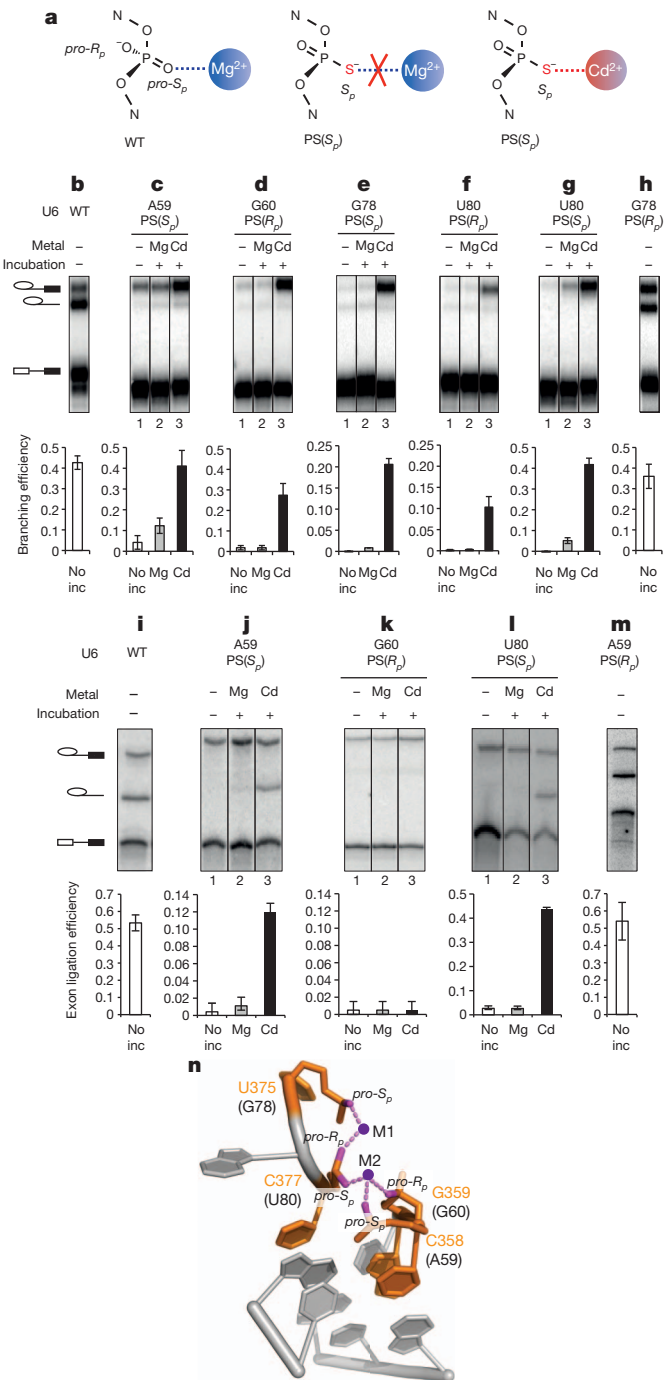 a
N O −O P O O N pro-Rp pro-Sp Mg2+ WT
N O O P S− O N Sp Mg2+ PS(Sp)
N O O P S− O N Sp Cd2+ PS(Sp)
b c d e f g h
U6 WT A59 PS(Sp) G60 PS(Rp) G78 PS(Sp) U80 PS(Rp) U80 PS(Sp) G78 PS(Rp)
Metal – – Mg Cd – Mg Cd – Mg Cd – Mg Cd – Mg Cd –
Incubation – – + + – + + – + + – + + – + + –
1 2 3 1 2 3 1 2 3 1 2 3 1 2 3
Branching efficiency
0.5 0.4 0.3 0.2 0.1 0
0.5 0.4 0.3 0.2 0.1 0
0.5 0.4 0.3 0.2 0.1 0
0.25 0.20 0.15 0.10 0.05 0
0.25 0.20 0.15 0.10 0.05 0
0.5 0.4 0.3 0.2 0.1 0
0.5 0.4 0.3 0.2 0.1 0
No inc No inc Mg Cd No inc Mg Cd No inc Mg Cd No inc Mg Cd No inc Mg Cd No inc
i j k l m
U6 WT A59 PS(Sp) G60 PS(Rp) U80 PS(Sp) A59 PS(Rp)
Metal – – Mg Cd – Mg Cd – Mg Cd –
Incubation – – + + – + + – + + –
1 2 3 1 2 3 1 2 3
Exon ligation efficiency
0.7 0.6 0.5 0.4 0.3 0.2 0.1 0
0.14 0.12 0.10 0.08 0.06 0.04 0.02 0
0.14 0.12 0.10 0.08 0.06 0.04 0.02 0
0.5 0.4 0.3 0.2 0.1 0
0.7 0.6 0.5 0.4 0.3 0.2 0.1 0
No inc No inc Mg Cd No inc Mg Cd No inc Mg Cd No inc
n
U375 (G78)
pro-Sp
M1
pro-Rp
M2
C377 (U80)
pro-Sp
pro-Rp
G359 (G60)
pro-Sp
C358 (A59)